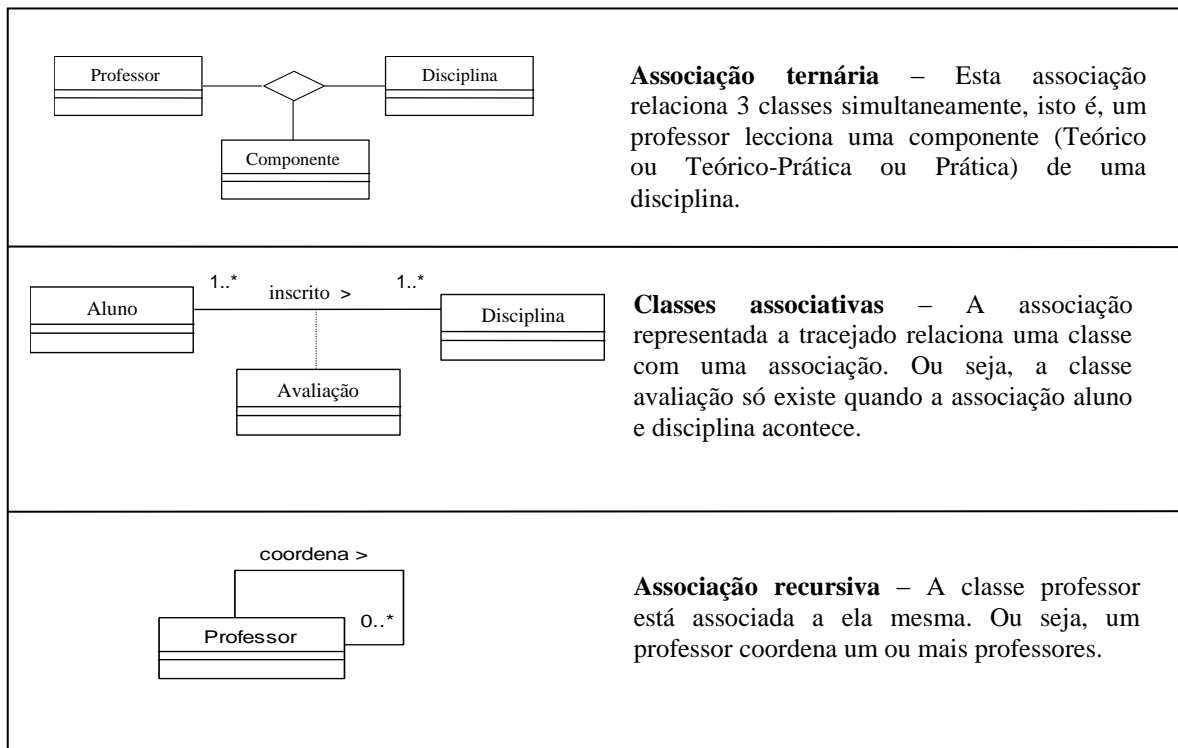 Professor
Disciplina
Componente
Associação ternária – Esta associação
relaciona 3 classes simultaneamente, isto é, um
professor lecciona uma componente (Teórico
ou Teórico-Prática ou Prática) de uma
disciplina.
1..*
inscrito >
1..*
Aluno
Disciplina
Avaliação
Classes associativas – A associação
representada a tracejado relaciona uma classe
com uma associação. Ou seja, a classe
avaliação só existe quando a associação aluno
e disciplina acontece.
coordena >
0..*
Professor
Associação recursiva – A classe professor
está associada a ela mesma. Ou seja, um
professor coordena um ou mais professores.